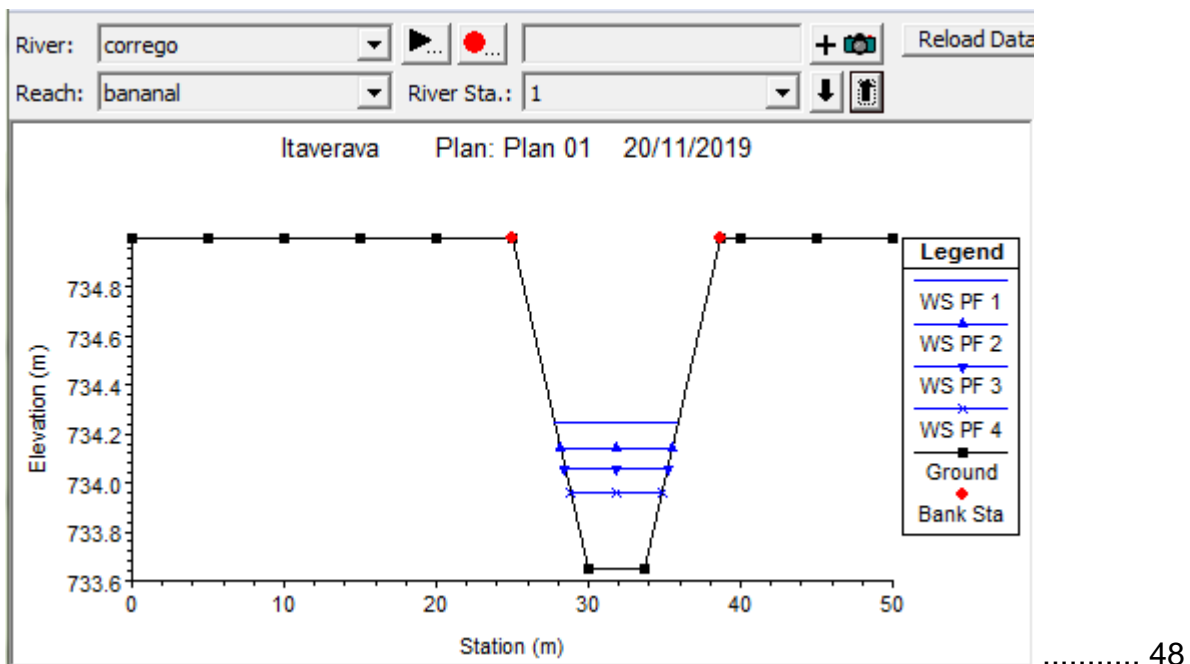 River: corrego ... ... + Reload Data
Reach: bananal River Sta.: 1
Itaverava Plan: Plan 01 20/11/2019
Legend
WS PF 1
WS PF 2
WS PF 3
WS PF 4
Ground
Bank Sta
Elevation (m)
734.8
734.6
734.4
734.2
734.0
733.8
733.6
0 10 20 30 40 50
Station (m)
........... 48